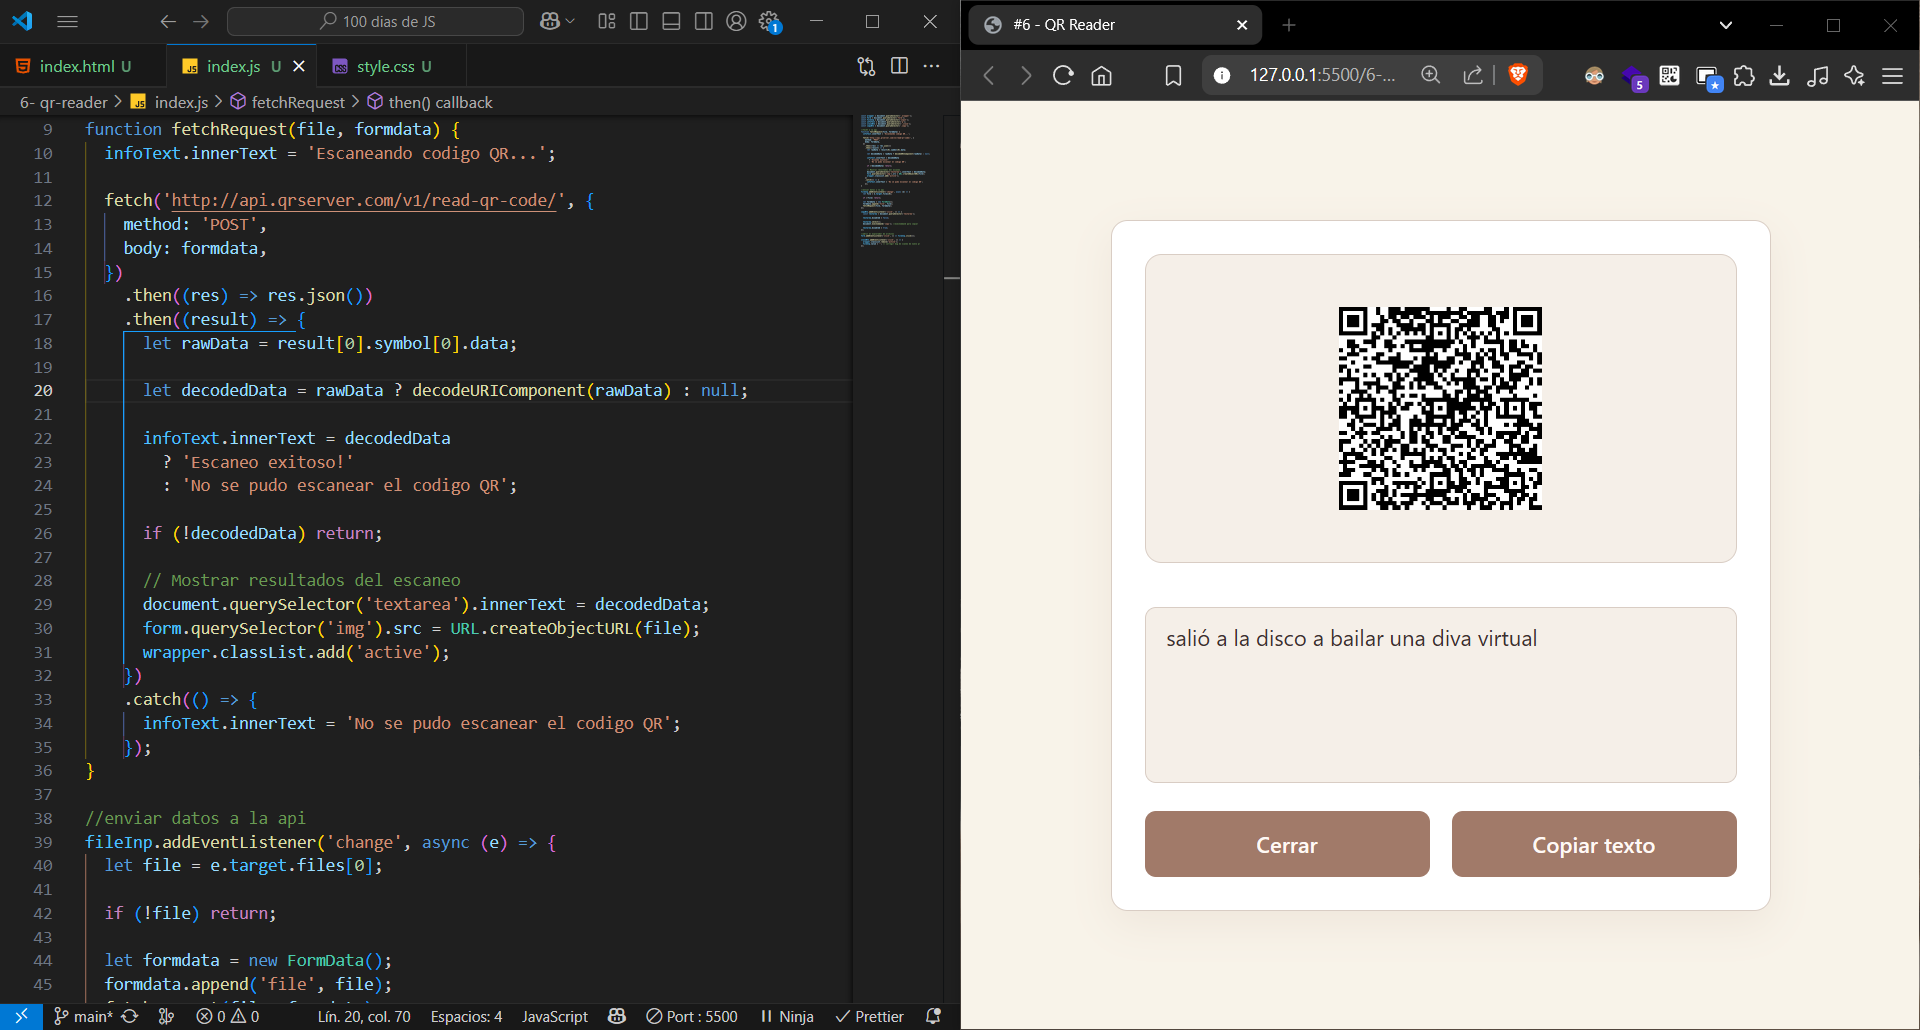 100 dias de JS
1
index.html U
JS index.js U
CSS style.css U
6- qr-reader > JS index.js > fetchRequest > then() callback
9 function fetchRequest(file, formdata) {
10 infoText.innerText = 'Escaneando codigo QR...';
11
12 fetch('http://api.qrserver.com/v1/read-qr-code/', {
13 method: 'POST',
14 body: formdata,
15 })
16 .then((res) => res.json())
17 .then((result) => {
18 let rawData = result[0].symbol[0].data;
19
20 let decodedData = rawData ? decodeURIComponent(rawData) : null;
21
22 infoText.innerText = decodedData
23 ? 'Escaneo exitoso!'
24 : 'No se pudo escanear el codigo QR';
25
26 if (!decodedData) return;
27
28 // Mostrar resultados del escaneo
29 document.querySelector('textarea').innerText = decodedData;
30 form.querySelector('img').src = URL.createObjectURL(file);
31 wrapper.classList.add('active');
32 })
33 .catch(() => {
34 infoText.innerText = 'No se pudo escanear el codigo QR';
35 });
36 }
37
38 //enviar datos a la api
39 fileInp.addEventListener('change', async (e) => {
40 let file = e.target.files[0];
41
42 if (!file) return;
43
44 let formdata = new FormData();
45 formdata.append('file', file);
main* 0 0 Lín. 20, col. 70 Espacios: 4 JavaScript Port : 5500 Ninja Prettier
#6 - QR Reader
127.0.0.1:5500/6-...
5
salió a la disco a bailar una diva virtual
Cerrar
Copiar texto